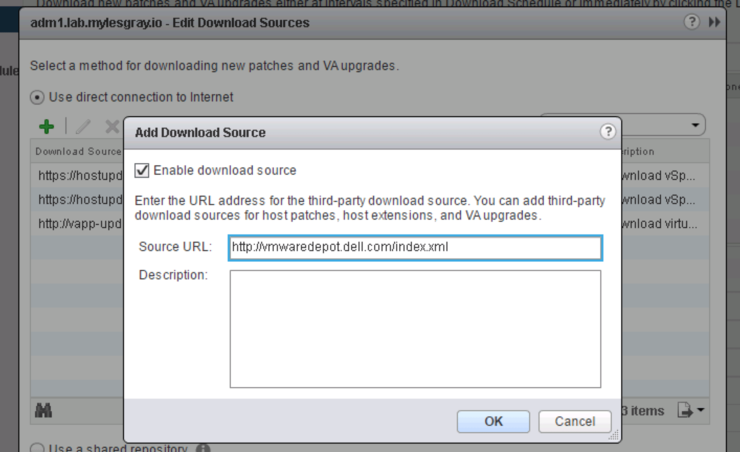 Download new patches and VA upgrades either at intervals specified in Download Schedule or immediately by clicking the
adm1.lab.mylesgray.io - Edit Download Sources
Select a method for downloading new patches and VA upgrades.
Use direct connection to Internet
Add Download Source
Download Source
ription
Enable download source
https://hostupd
wnload vSp...
Enter the URL address for the third-party download source. You can add third-party
https://hostupd
wnload vSp...
download sources for host patches, host extensions, and VA upgrades.
http://vapp-upd
wnload virtu...
Source URL: http://vmwaredepot.dell.com/index.xml
Description:
3 items
OK Cancel
Use a shared repository